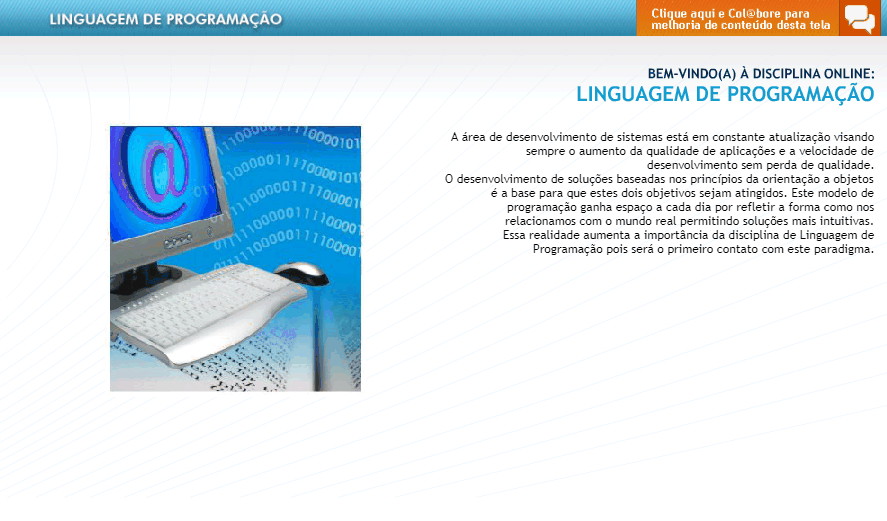 LINGUAGEM DE PROGRAMAÇÃO
Clique aqui e Col@bore para
melhoria de conteúdo desta tela
BEM-VINDO(A) À DISCIPLINA ONLINE:
LINGUAGEM DE PROGRAMAÇÃO
A área de desenvolvimento de sistemas está em constante atualização visando
sempre o aumento da qualidade de aplicações e a velocidade de
desenvolvimento sem perda de qualidade.
O desenvolvimento de soluções baseadas nos princípios da orientação a objetos
é a base para que estes dois objetivos sejam atingidos. Este modelo de
programação ganha espaço a cada dia por refletir a forma como nos
relacionamos com o mundo real permitindo soluções mais intuitivas.
Essa realidade aumenta a importância da disciplina de Linguagem de
Programação pois será o primeiro contato com este paradigma.
@